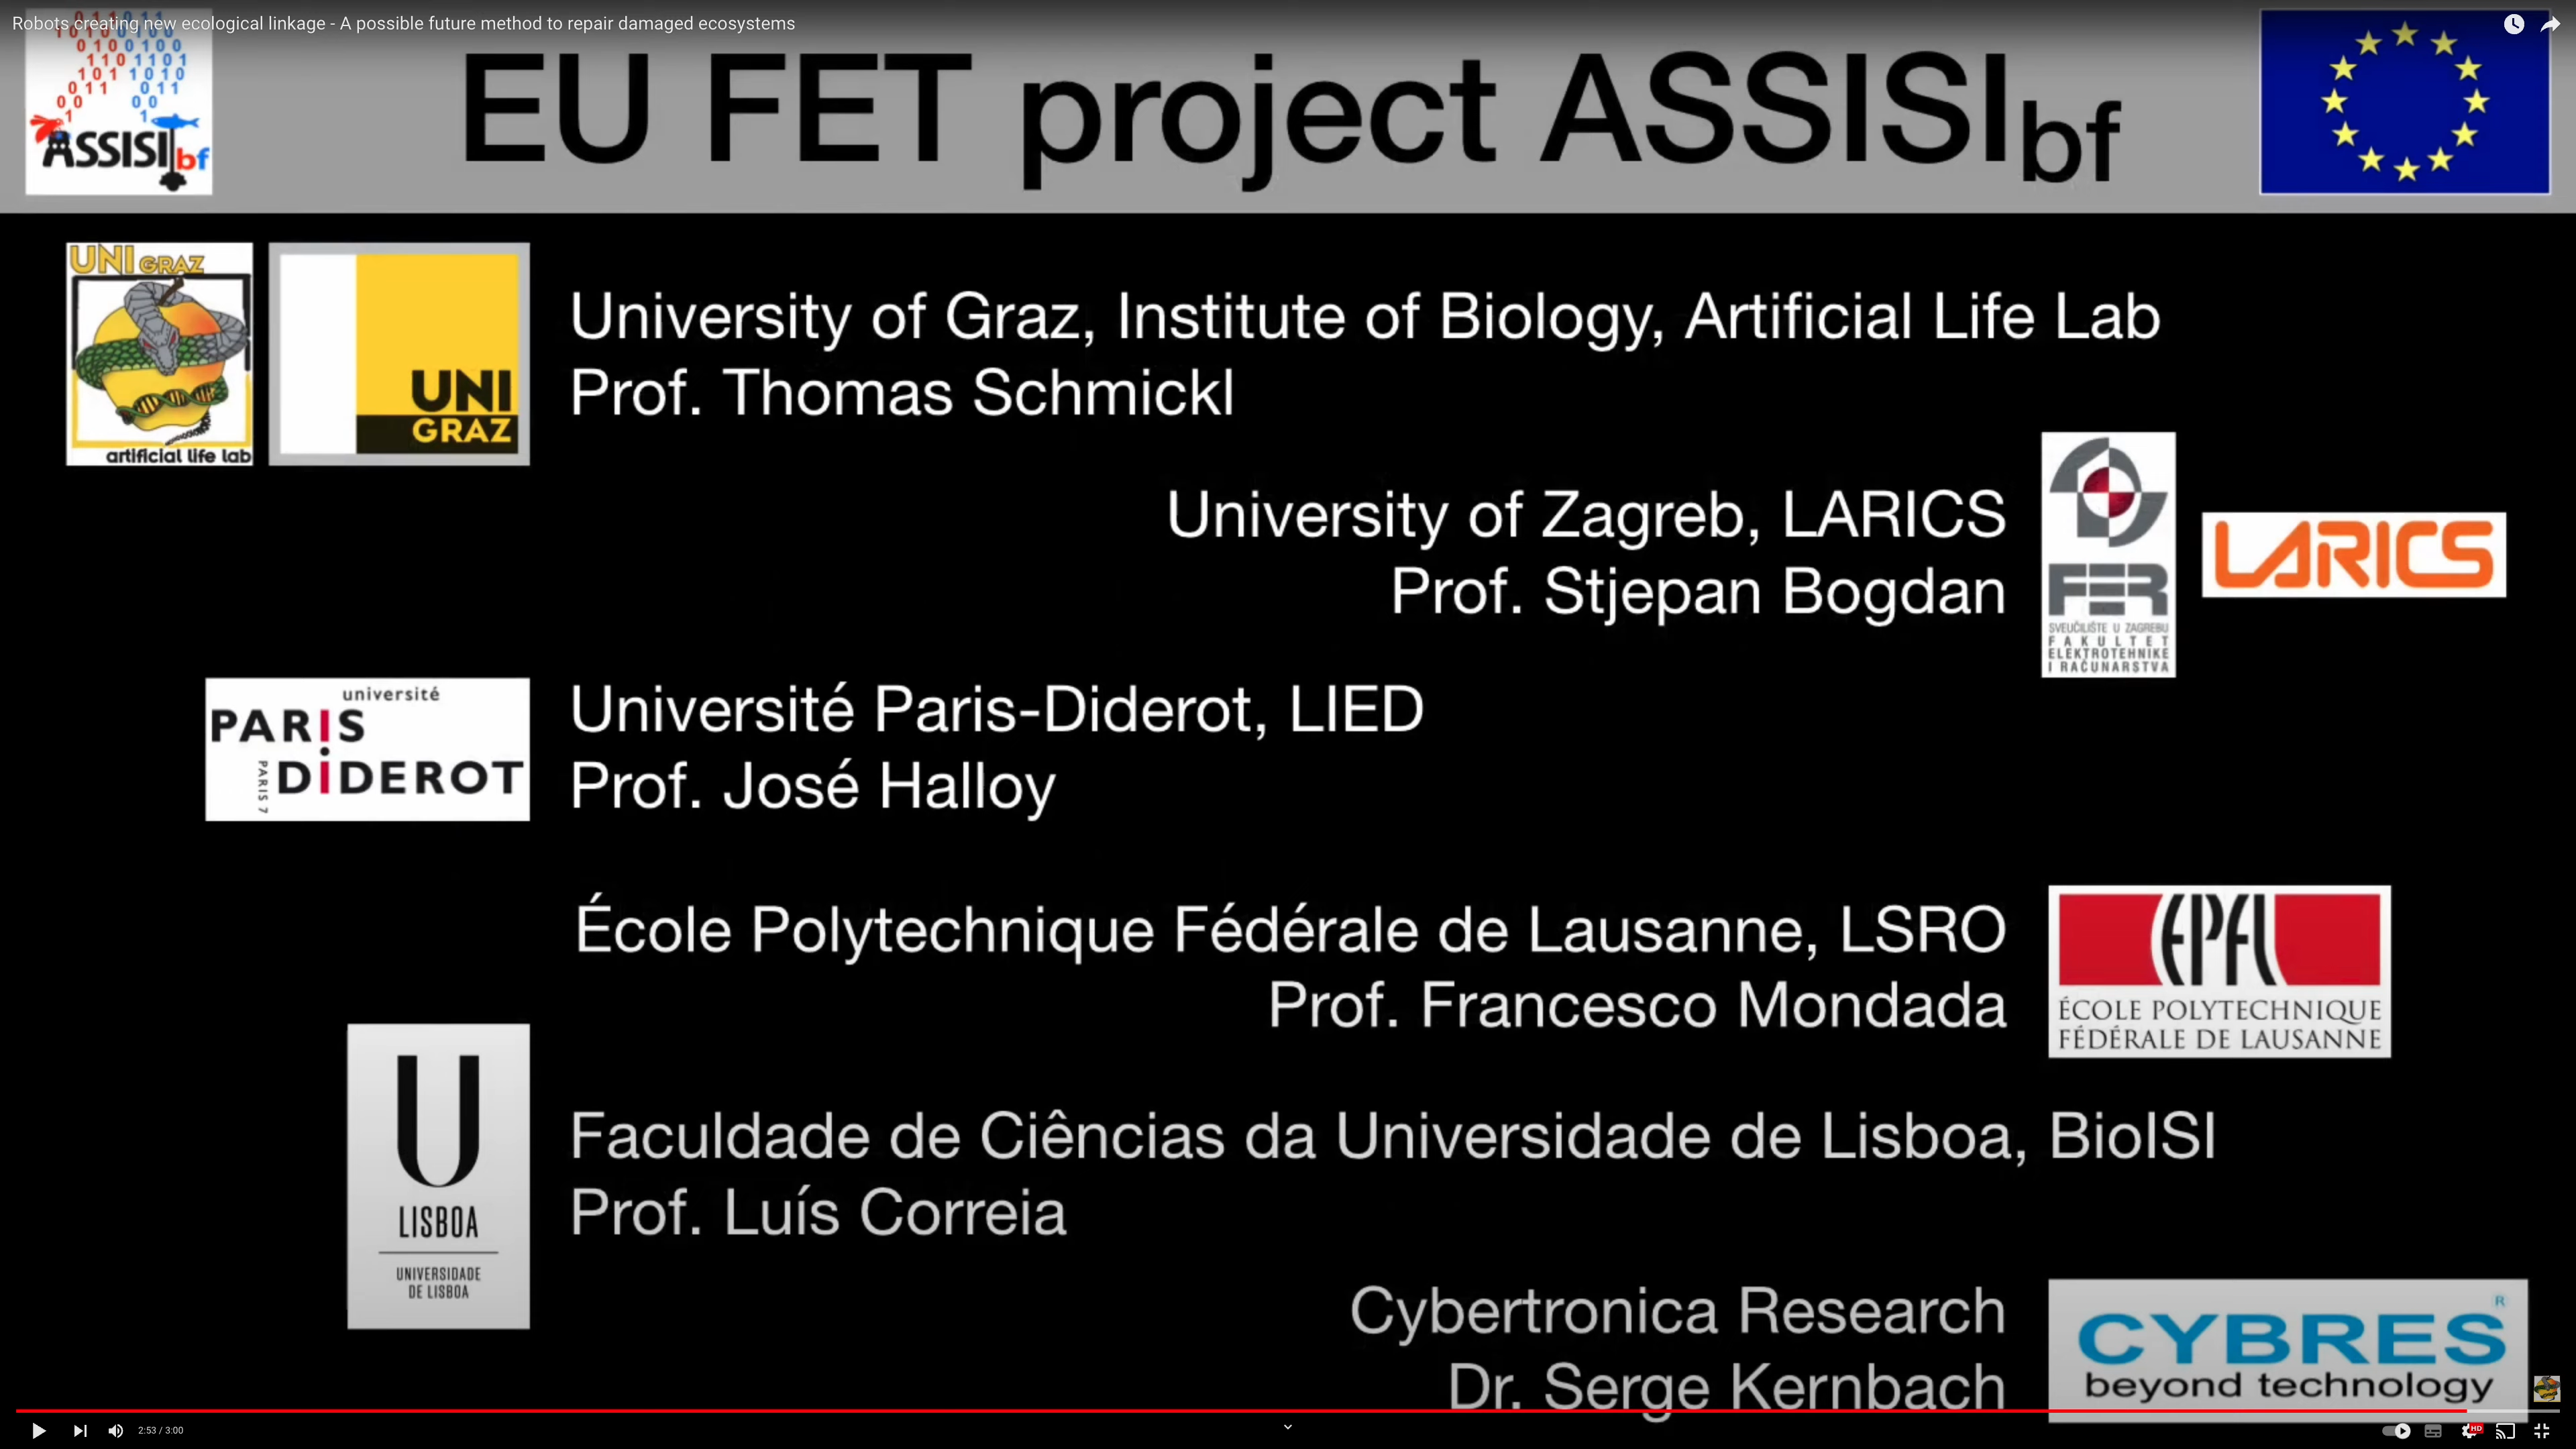 Robots creating new ecological linkage - A possible future method to repair damaged ecosystems
EU FET project ASSISIbf
ASSISIbf
UNI GRAZ
artificial life lab
UNI
GRAZ
University of Graz, Institute of Biology, Artificial Life Lab
Prof. Thomas Schmickl
University of Zagreb, LARICS
Prof. Stjepan Bogdan
FER
SVEUČILIŠTE U ZAGREBU
FAKULTET
ELEKTROTEHNIKE
I RAČUNARSTVA
LARICS
université
PARIS
DIDEROT
PARIS 7
Université Paris-Diderot, LIED
Prof. José Halloy
École Polytechnique Fédérale de Lausanne, LSRO
Prof. Francesco Mondada
EPFL
ÉCOLE POLYTECHNIQUE
FÉDÉRALE DE LAUSANNE
U
LISBOA
UNIVERSIDADE
DE LISBOA
Faculdade de Ciências da Universidade de Lisboa, BioISI
Prof. Luís Correia
Cybertronica Research
Dr. Serge Kernbach
CYBRES
R
beyond technology
2:53 / 3:00
HD